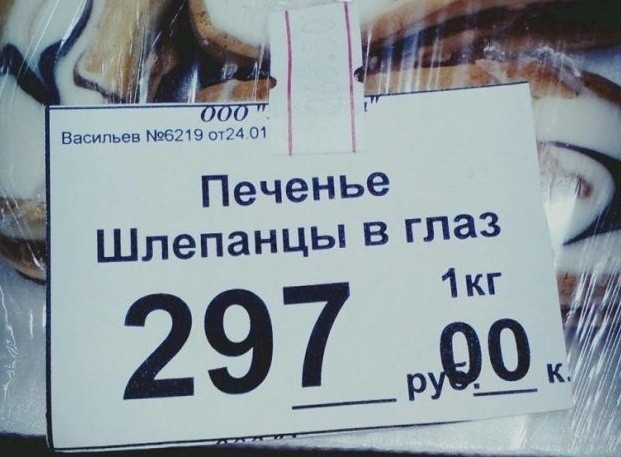 ООО "
Васильев №6219 от24.01
Печенье
Шлепанцы в глаз
1кг
297 руб. 00 к.